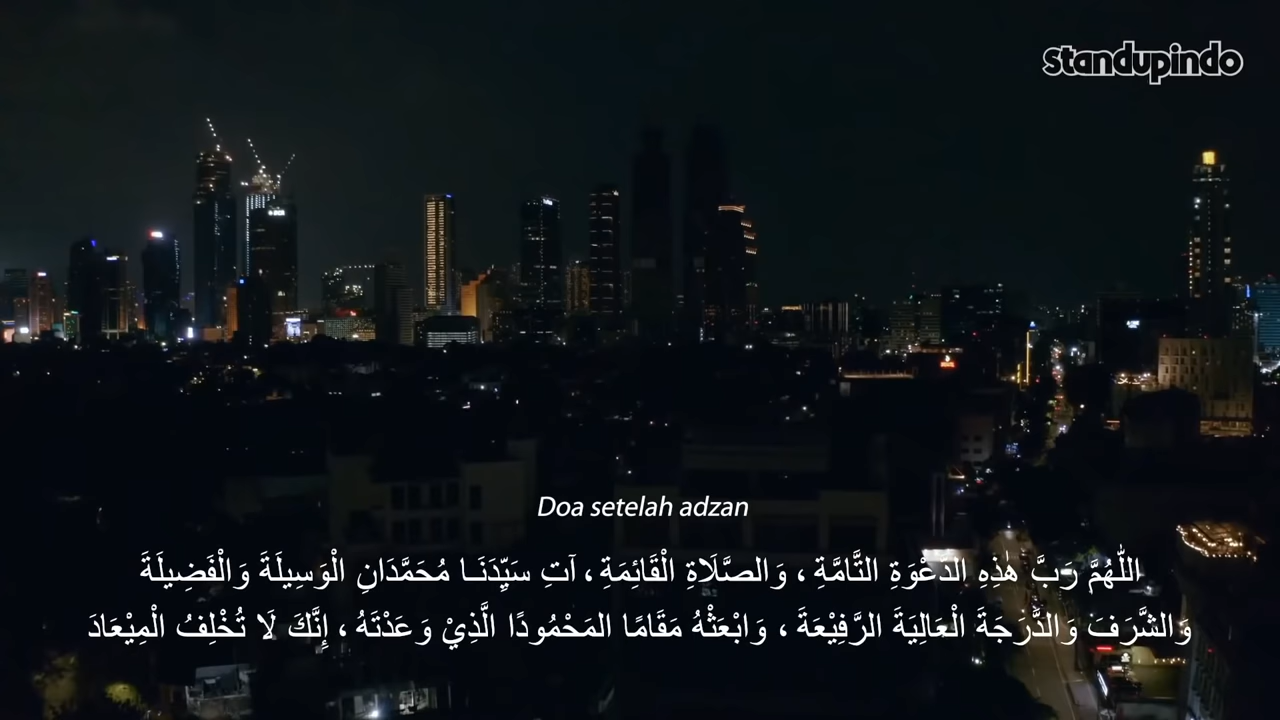 standupindo
Doa setelah adzan
اللّٰهُمَّ رَبَّ هٰذِهِ الدَّعْوَةِ التَّامَّةِ ، وَالصَّلَاةِ الْقَائِمَةِ ، آتِ سَيِّدَنَا مُحَمَّدَانِ الْوَسِيلَةَ وَالْفَضِيلَةَ
وَالشَّرَفَ وَالدَّرَجَةَ الْعَالِيَةَ الرَّفِيْعَةَ ، وَابْعَثْهُ مَقَامًا المَحْمُودًا الَّذِيْ وَعَدْتَهُ ، إِنَّكَ لَا تُخْلِفُ الْمِيْعَادَ